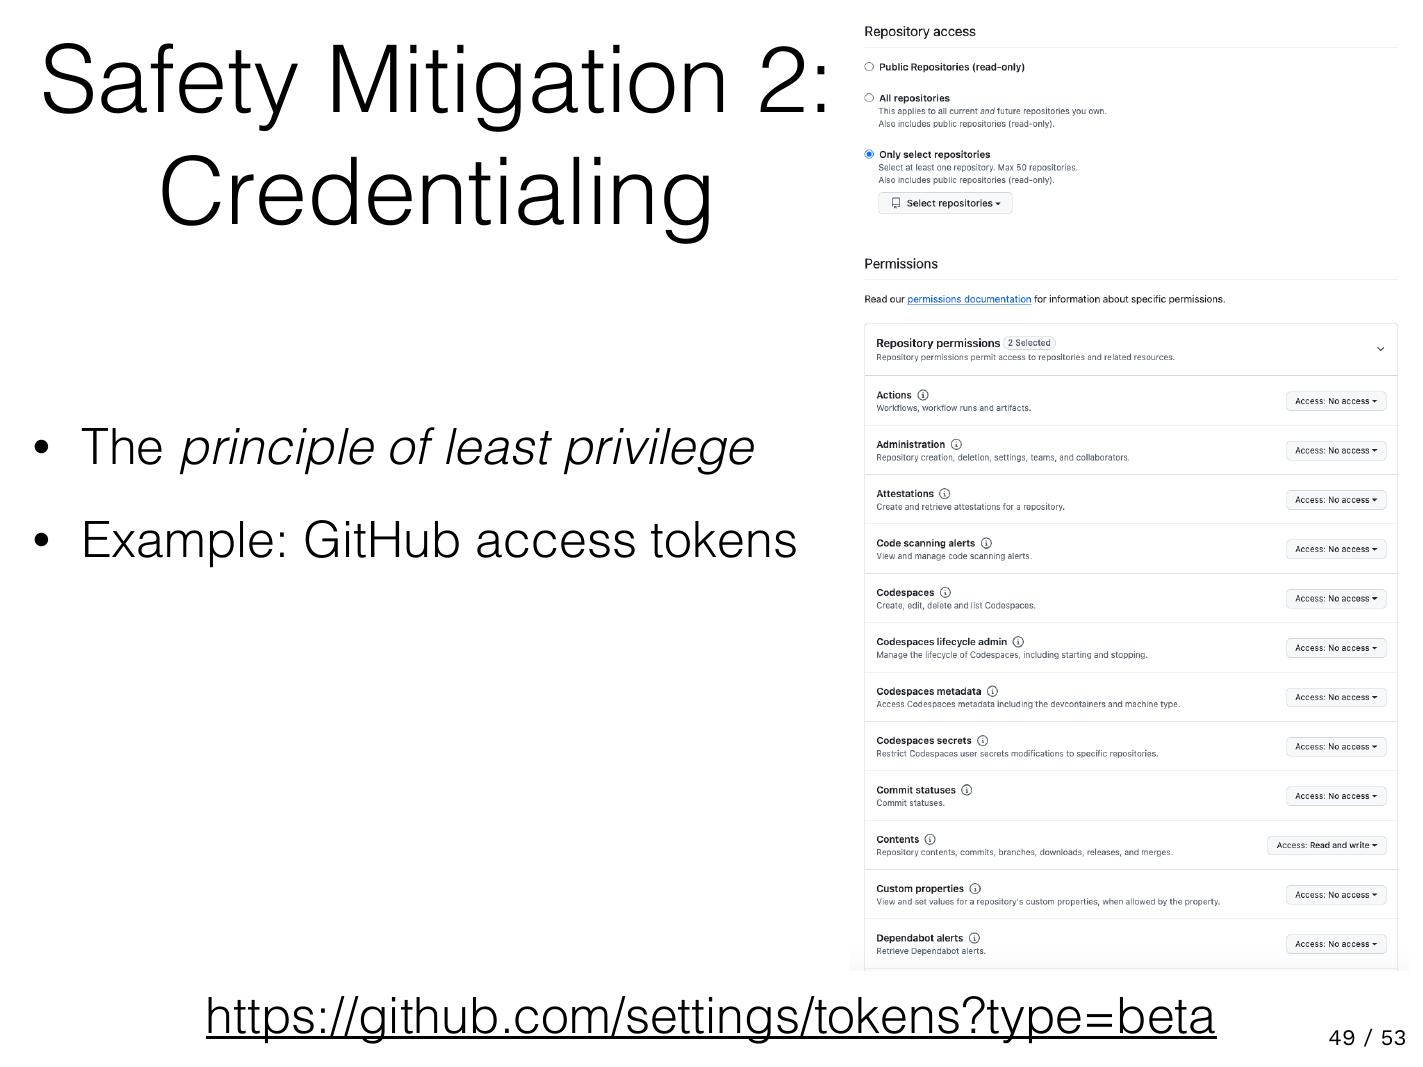 Safety Mitigation 2:
Credentialing
• The principle of least privilege
• Example: GitHub access tokens
Repository access
Public Repositories (read-only)
All repositories
This applies to all current and future repositories you own.
Also includes public repositories (read-only).
Only select repositories
Select at least one repository. Max 50 repositories.
Also includes public repositories (read-only).
Select repositories
Permissions
Read our permissions documentation for information about specific permissions.
Repository permissions 2 Selected
Repository permissions permit access to repositories and related resources.
Actions
Workflows, workflow runs and artifacts.
Access: No access
Administration
Repository creation, deletion, settings, teams, and collaborators.
Access: No access
Attestations
Create and retrieve attestations for a repository.
Access: No access
Code scanning alerts
View and manage code scanning alerts.
Access: No access
Codespaces
Create, edit, delete and list Codespaces.
Access: No access
Codespaces lifecycle admin
Manage the lifecycle of Codespaces, including starting and stopping.
Access: No access
Codespaces metadata
Access Codespaces metadata including the devcontainers and machine type.
Access: No access
Codespaces secrets
Restrict Codespaces user secrets modifications to specific repositories.
Access: No access
Commit statuses
Commit statuses.
Access: No access
Contents
Repository contents, commits, branches, downloads, releases, and merges.
Access: Read and write
Custom properties
View and set values for a repository's custom properties, when allowed by the property.
Access: No access
Dependabot alerts
Retrieve Dependabot alerts.
Access: No access
https://github.com/settings/tokens?type=beta
49 / 53